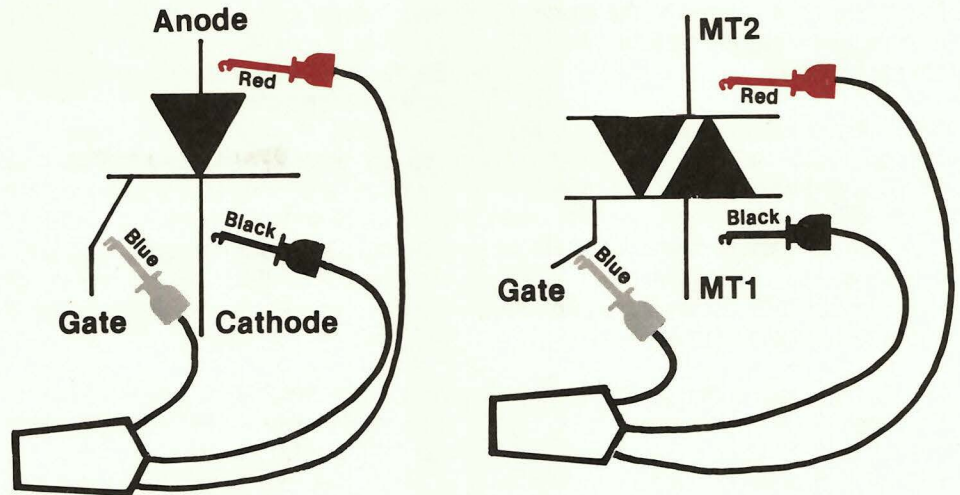 Anode
Red
Black
Blue
Gate
Cathode
MT2
Red
Black
Blue
Gate
MT1